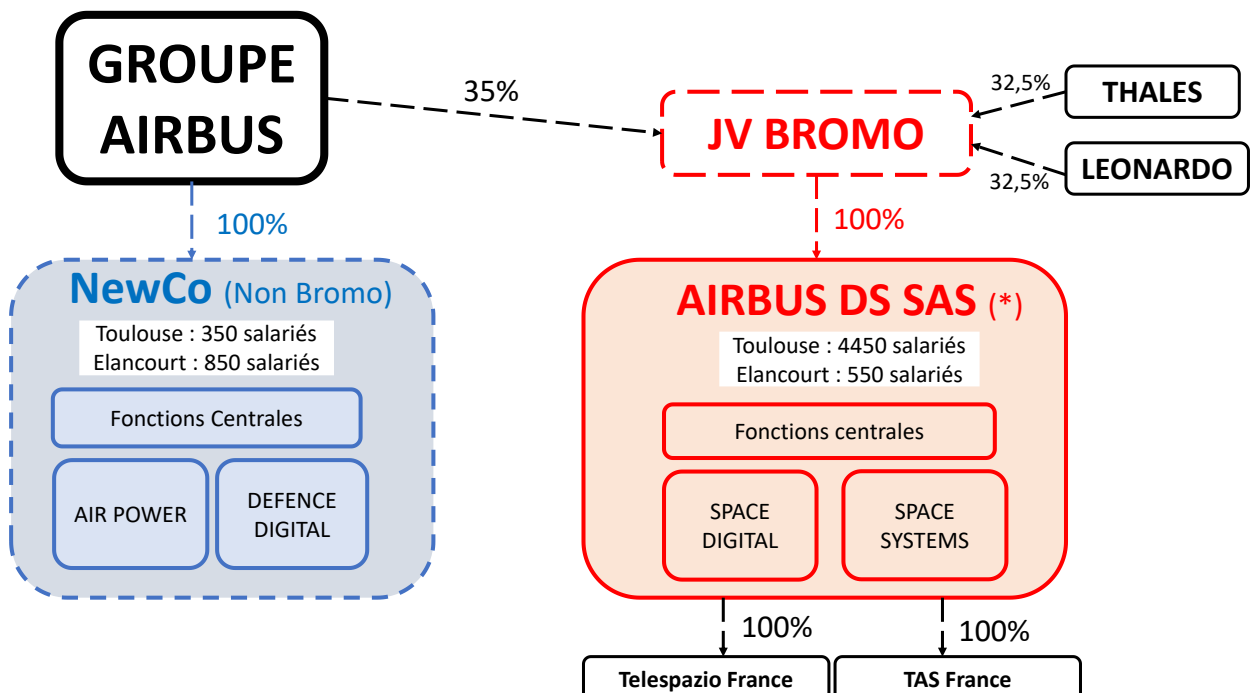 GROUPE
AIRBUS
35%
JV BROMO
32,5%
THALES
32,5%
LEONARDO
100%
100%
NewCo (Non Bromo)
Toulouse : 350 salariés
Elancourt : 850 salariés
Fonctions Centrales
AIR POWER
DEFENCE
DIGITAL
AIRBUS DS SAS (*)
Toulouse : 4450 salariés
Elancourt : 550 salariés
Fonctions centrales
SPACE
DIGITAL
SPACE
SYSTEMS
100%
100%
Telespazio France
TAS France